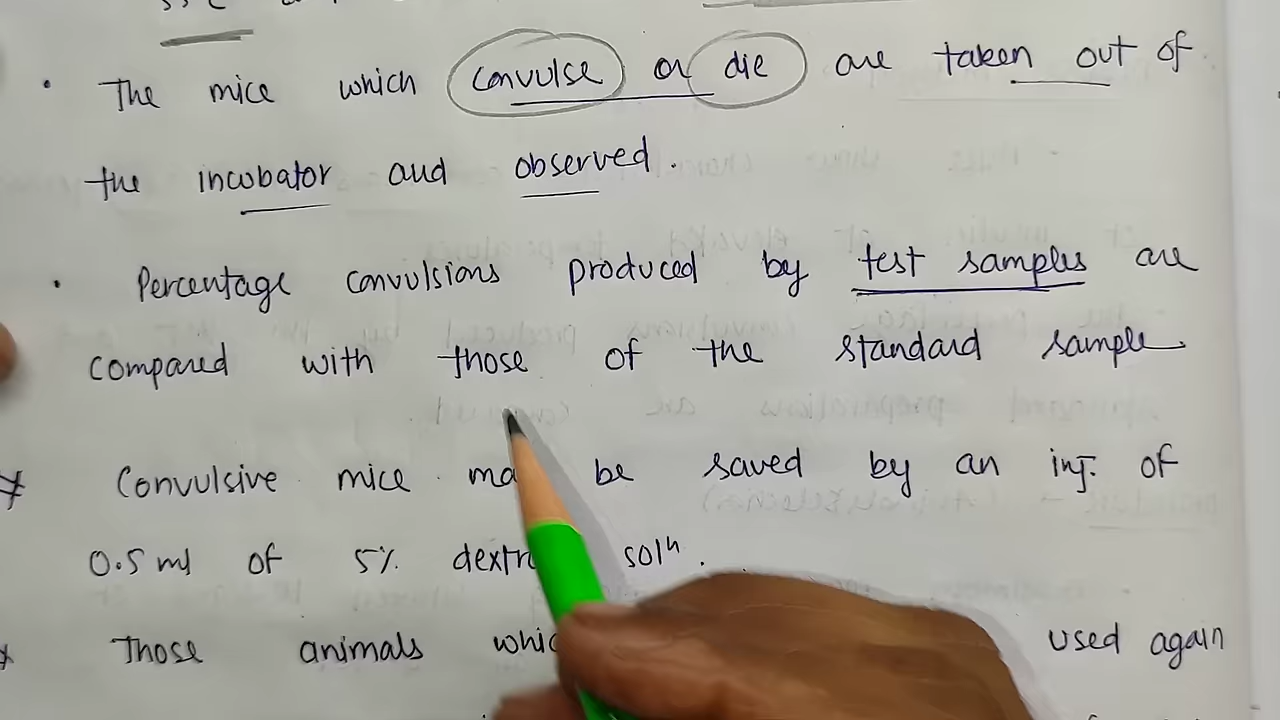 • The mice which convulse or die are taken out of
the incubator and observed.
• Percentage convulsions produced by test samples are
compared with those of the standard sample.
* Convulsive mice be saved by an inj. of
0.5 ml of 5% solⁿ.
* Those animals used again